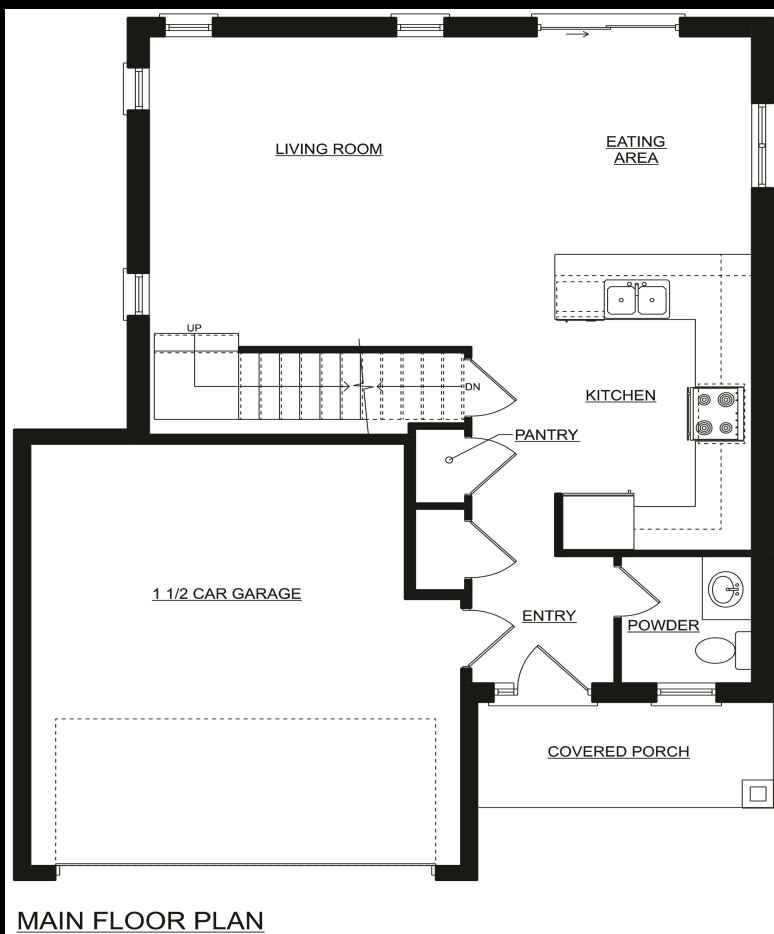 LIVING ROOM
EATING
AREA
UP
DN
KITCHEN
PANTRY
1 1/2 CAR GARAGE
ENTRY
POWDER
COVERED PORCH
MAIN FLOOR PLAN